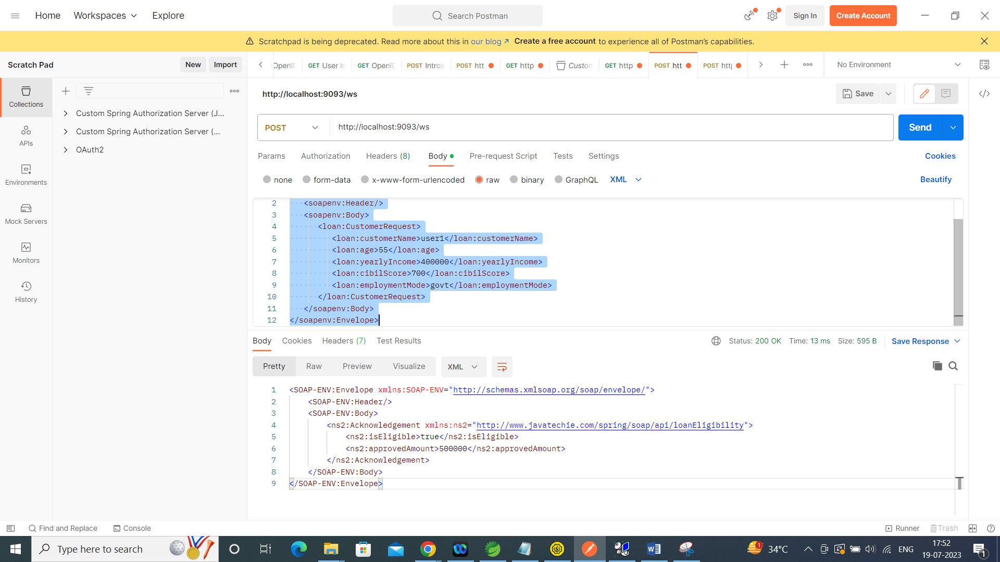 Home
Workspaces
Explore
Search Postman
Sign In
Create Account
Scratchpad is being deprecated. Read more about this in our blog ↗ Create a free account to experience all of Postman's capabilities.
Scratch Pad
New
Import
OpenID
GET User In
GET OpenID
POST Intros
POST htt
GET http
Custom
GET http
POST htt
POST http
No Environment
Collections
APIs
Environments
Mock Servers
Monitors
History
Custom Spring Authorization Server (J...
Custom Spring Authorization Server (...
OAuth2
http://localhost:9093/ws
Save
POST
http://localhost:9093/ws
Send
Params
Authorization
Headers (8)
Body
Pre-request Script
Tests
Settings
Cookies
none
form-data
x-www-form-urlencoded
raw
binary
GraphQL
XML
Beautify
2 <soapenv:Header/>
3 <soapenv:Body>
4 <loan:CustomerRequest>
5 <loan:customerName>user1</loan:customerName>
6 <loan:age>55</loan:age>
7 <loan:yearlyIncome>400000</loan:yearlyIncome>
8 <loan:cibilScore>700</loan:cibilScore>
9 <loan:employmentMode>govt</loan:employmentMode>
10 </loan:CustomerRequest>
11 </soapenv:Body>
12 </soapenv:Envelope>
Body
Cookies
Headers (7)
Test Results
Status: 200 OK
Time: 13 ms
Size: 595 B
Save Response
Pretty
Raw
Preview
Visualize
XML
1 <SOAP-ENV:Envelope xmlns:SOAP-ENV="http://schemas.xmlsoap.org/soap/envelope/">
2 <SOAP-ENV:Header/>
3 <SOAP-ENV:Body>
4 <ns2:Acknowledgement xmlns:ns2="http://www.javatechie.com/spring/soap/api/loanEligibility">
5 <ns2:isEligible>true</ns2:isEligible>
6 <ns2:approvedAmount>500000</ns2:approvedAmount>
7 </ns2:Acknowledgement>
8 </SOAP-ENV:Body>
9 </SOAP-ENV:Envelope>
Find and Replace
Console
Runner
Trash
Type here to search
1
34°C
ENG
17:52
19-07-2023
1